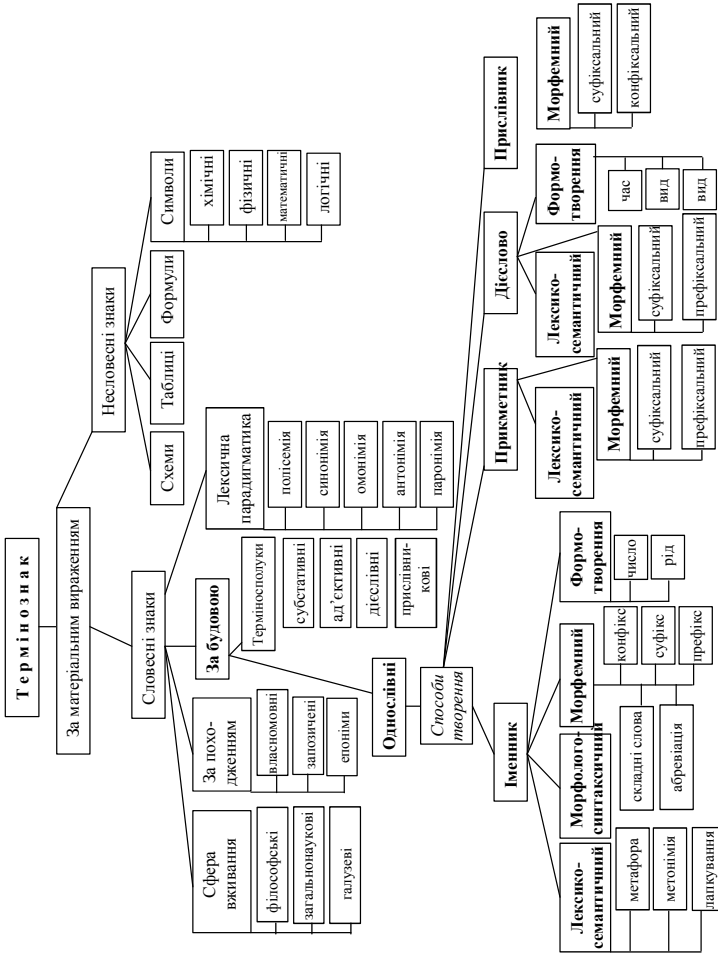 Термінознак
За матеріальним вираженням
Словесні знаки
Несловесні знаки
Сфера
вживання
філософські
загальнонаукові
галузеві
За похо-
дженням
власномовні
запозичені
епоніми
За будовою
Терміносполуки
субстативні
ад’єктивні
дієслівні
прислівни-
кові
Лексична
парадигматика
полісемія
синонімія
омонімія
антонімія
паронімія
Схеми
Таблиці
Формули
Символи
хімічні
фізичні
математичні
логічні
Однослівні
Способи
творення
Іменник
Лексико-
семантичний
метафора
метонімія
лапкування
Морфолого-
синтаксичний
складні слова
абревіація
Морфемний
конфікс
суфікс
префікс
Формо-
творення
число
рід
Прикметник
Лексико-
семантичний
Морфемний
суфіксальний
префіксальний
Дієслово
Лексико-
семантичний
Морфемний
суфіксальний
префіксальний
Формо-
творення
час
вид
вид
Прислівник
Морфемний
суфіксальний
конфіксальний